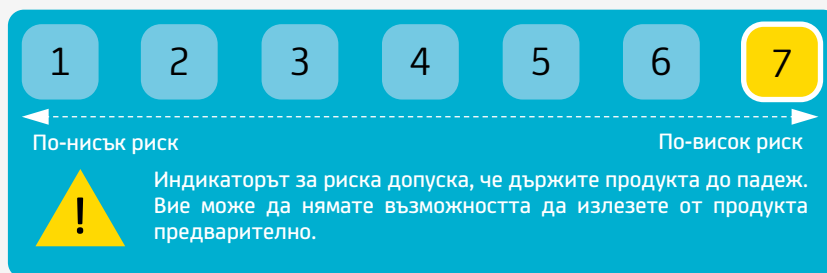 1 2 3 4 5 6 7
По-нисък риск По-висок риск
! Индикаторът за риска допуска, че държите продукта до падеж.
Вие може да нямате възможността да излезете от продукта
предварително.